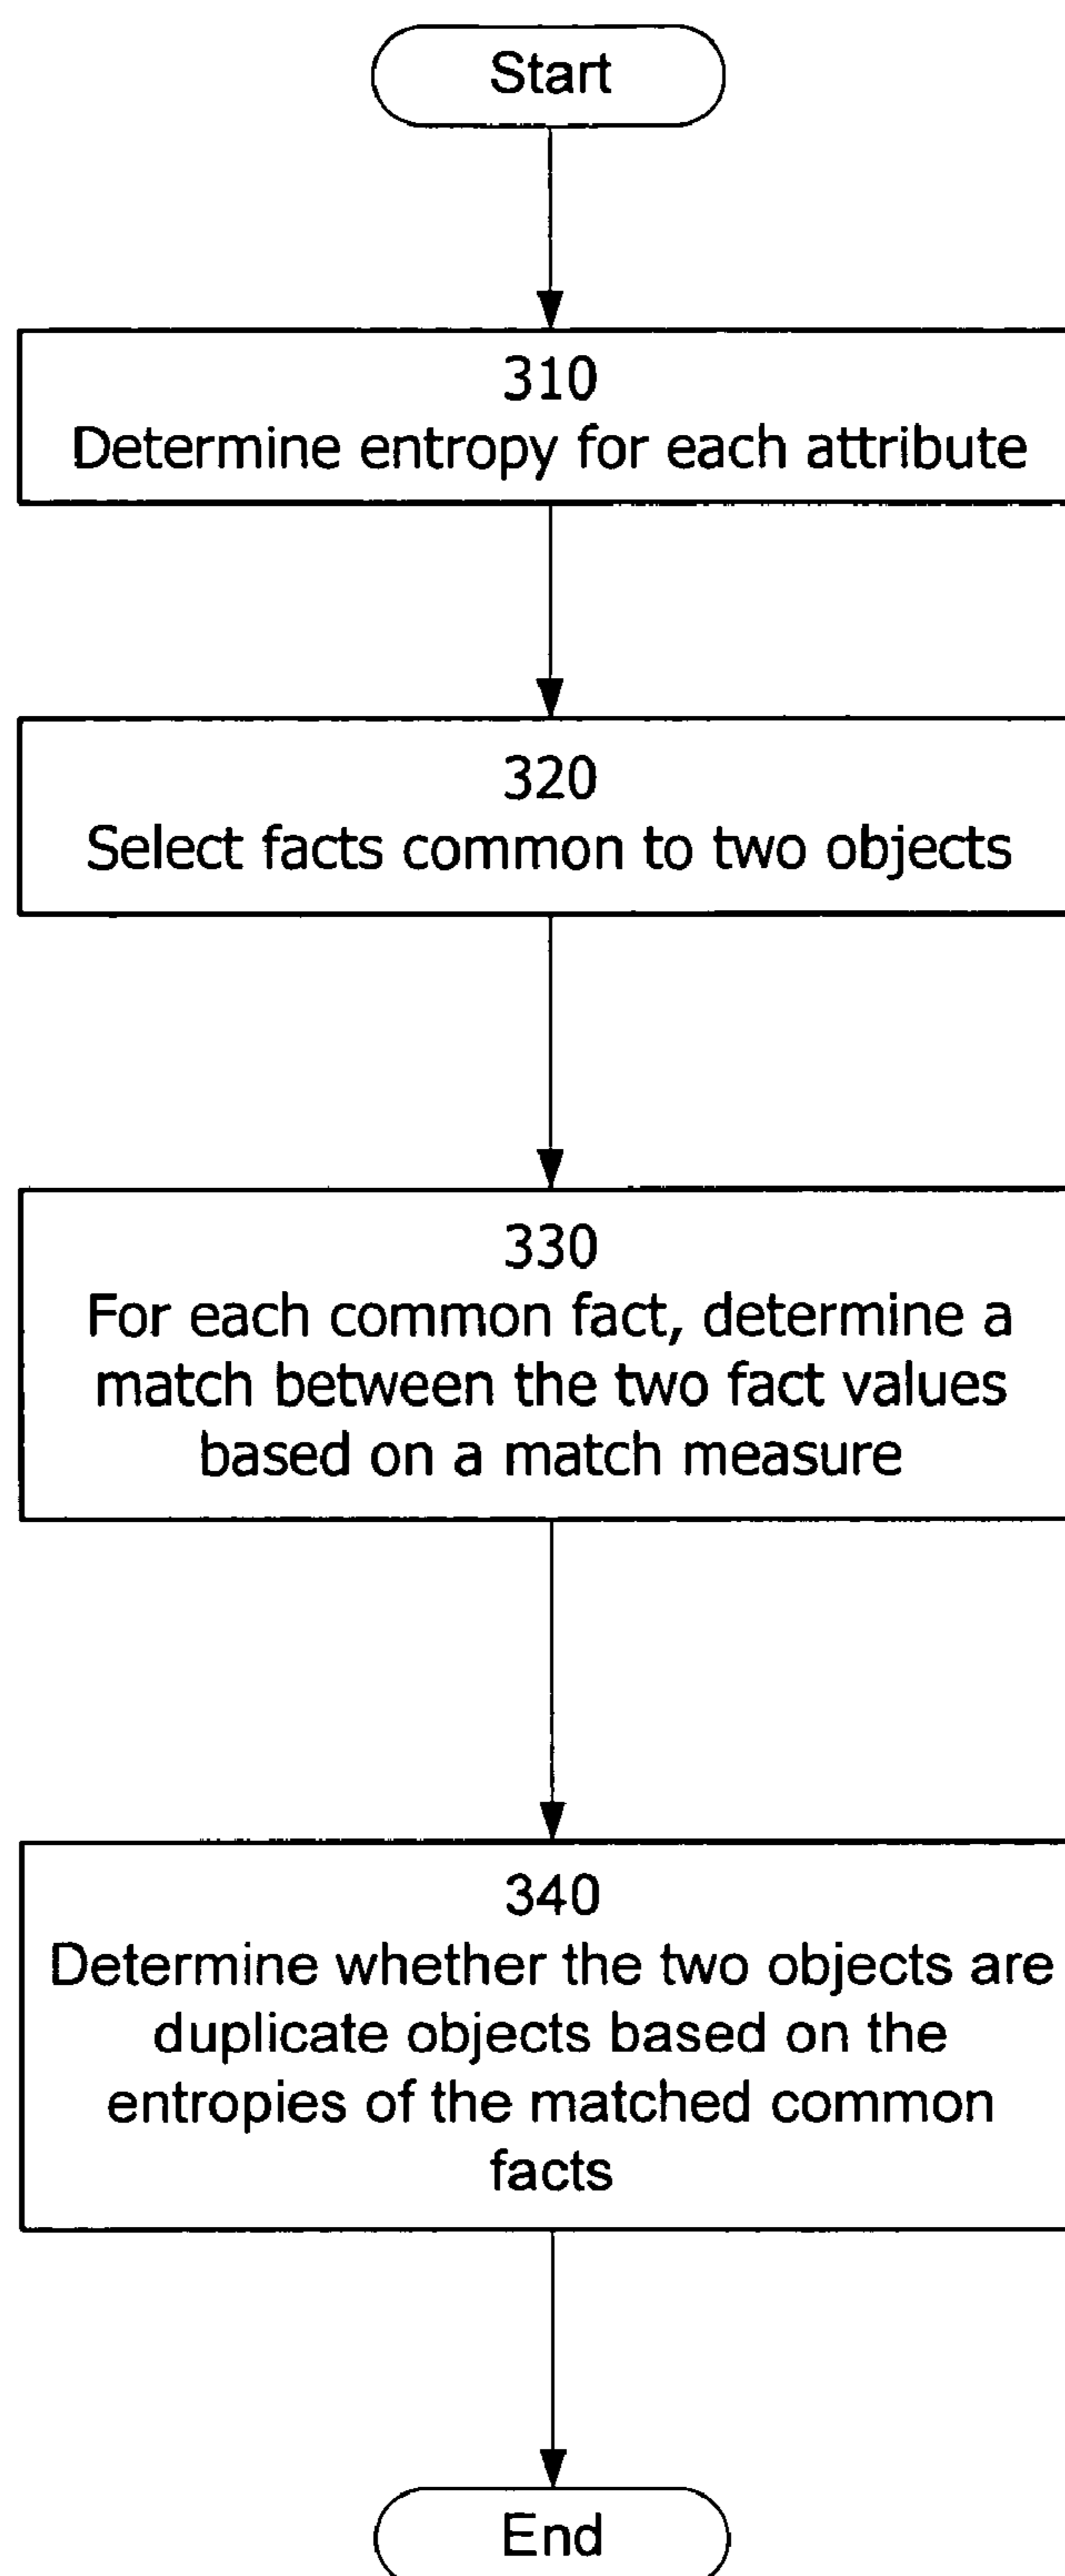 Start
310
Determine entropy for each attribute
320
Select facts common to two objects
330
For each common fact, determine a
match between the two fact values
based on a match measure
340
Determine whether the two objects are
duplicate objects based on the
entropies of the matched common
facts
End